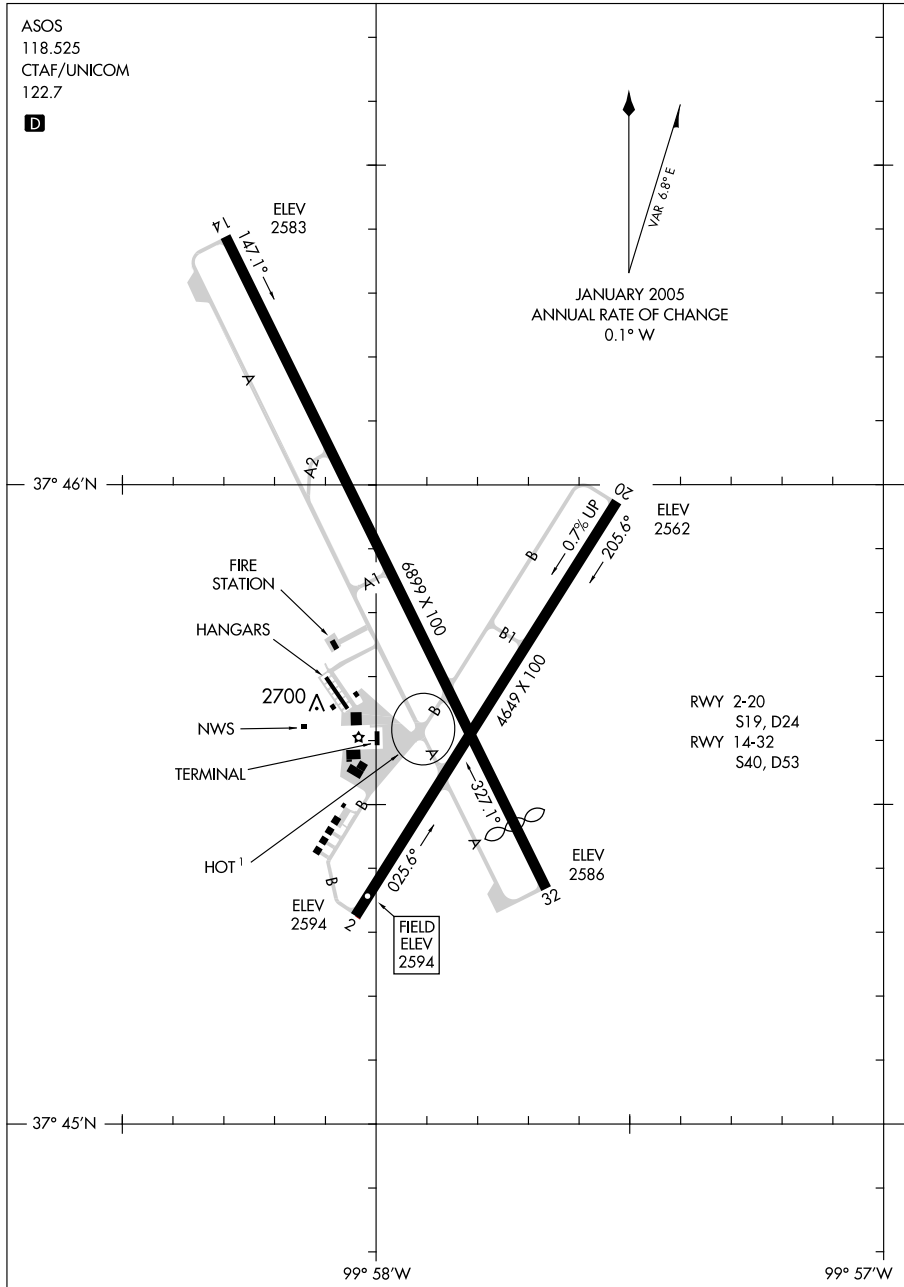 ASOS
118.525
CTAF/UNICOM
122.7
D
VAR 6.8° E
JANUARY 2005
ANNUAL RATE OF CHANGE
0.1° W
ELEV
2583
14
147.1°
A
A2
37° 46'N
20
ELEV
2562
0.7% UP
205.6°
B
FIRE
STATION
A1
6899 X 100
HANGARS
B1
4649 X 100
2700
B
RWY 2-20
S19, D24
RWY 14-32
S40, D53
NWS
TERMINAL
A
327.1°
B
A
HOT 1
025.6°
ELEV
2586
B
32
ELEV
2594
2
FIELD
ELEV
2594
37° 45'N
99° 58'W
99° 57'W